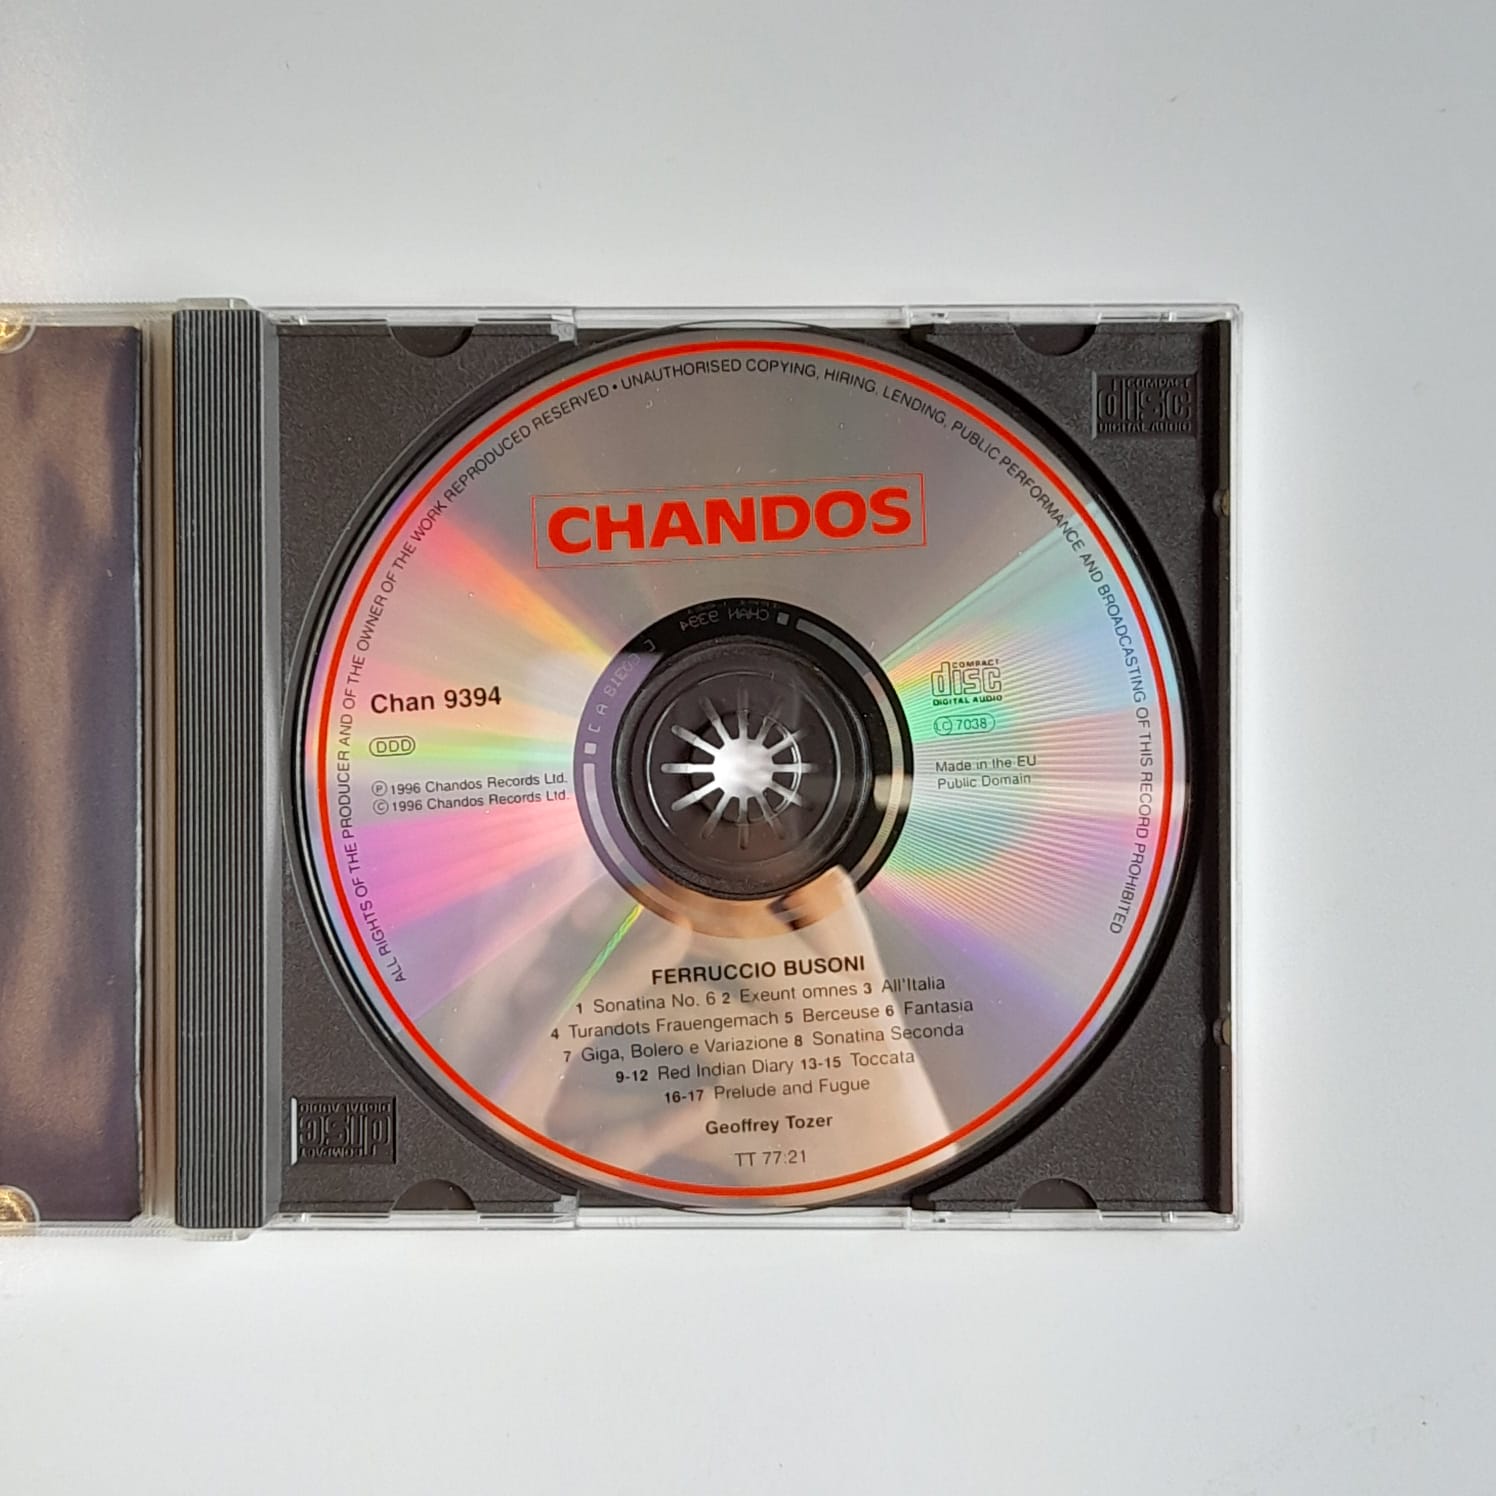 ALL RIGHTS OF THE PRODUCER AND OF THE OWNER OF THE WORK REPRODUCED RESERVED • UNAUTHORISED COPYING, HIRING, LENDING, PUBLIC PERFORMANCE AND BROADCASTING OF THIS RECORD PROHIBITED
CHANDOS
COMPACT
disc
DIGITAL AUDIO
CHAN 9394
Chan 9394
DDD
℗ 1996 Chandos Records Ltd.
© 1996 Chandos Records Ltd.
COMPACT
disc
DIGITAL AUDIO
LC 7038
Made in the EU
Public Domain
FERRUCCIO BUSONI
1 Sonatina No. 6 2 Exeunt omnes 3 All'Italia
4 Turandots Frauengemach 5 Berceuse 6 Fantasia
7 Giga, Bolero e Variazione 8 Sonatina Seconda
9-12 Red Indian Diary 13-15 Toccata
16-17 Prelude and Fugue
Geoffrey Tozer
TT 77:21
COMPACT
disc
DIGITAL AUDIO